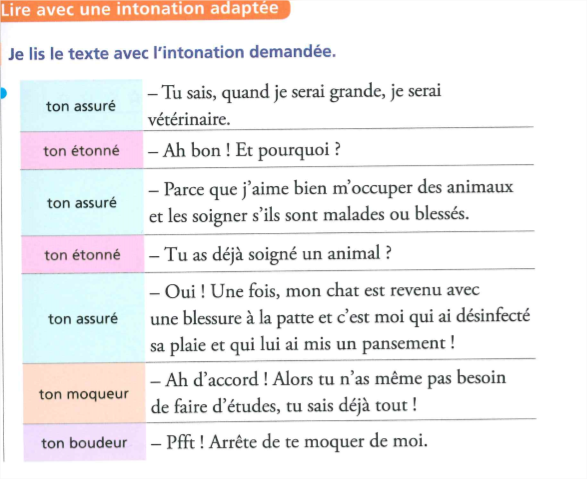 Lire avec une intonation adaptée
Je lis le texte avec l'intonation demandée.
ton assuré
– Tu sais, quand je serai grande, je serai
vétérinaire.
ton étonné
– Ah bon ! Et pourquoi ?
ton assuré
– Parce que j'aime bien m'occuper des animaux
et les soigner s'ils sont malades ou blessés.
ton étonné
– Tu as déjà soigné un animal ?
ton assuré
– Oui ! Une fois, mon chat est revenu avec
une blessure à la patte et c'est moi qui ai désinfecté
sa plaie et qui lui ai mis un pansement !
ton moqueur
– Ah d'accord ! Alors tu n'as même pas besoin
de faire d'études, tu sais déjà tout !
ton boudeur
– Pfft ! Arrête de te moquer de moi.